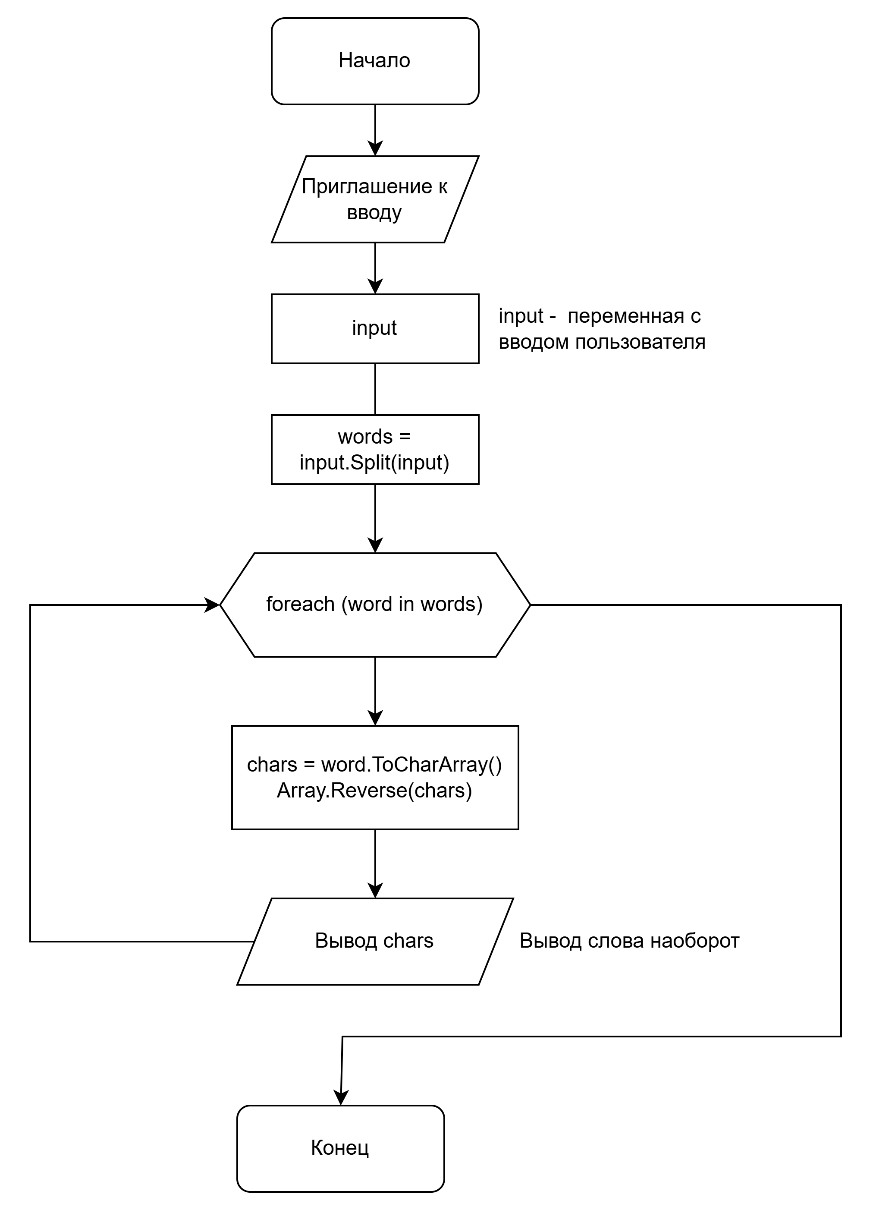 Начало
Приглашение к
вводу
input
input - переменная с
вводом пользователя
words =
input.Split(input)
foreach (word in words)
chars = word.ToCharArray()
Array.Reverse(chars)
Вывод chars
Вывод слова наоборот
Конец